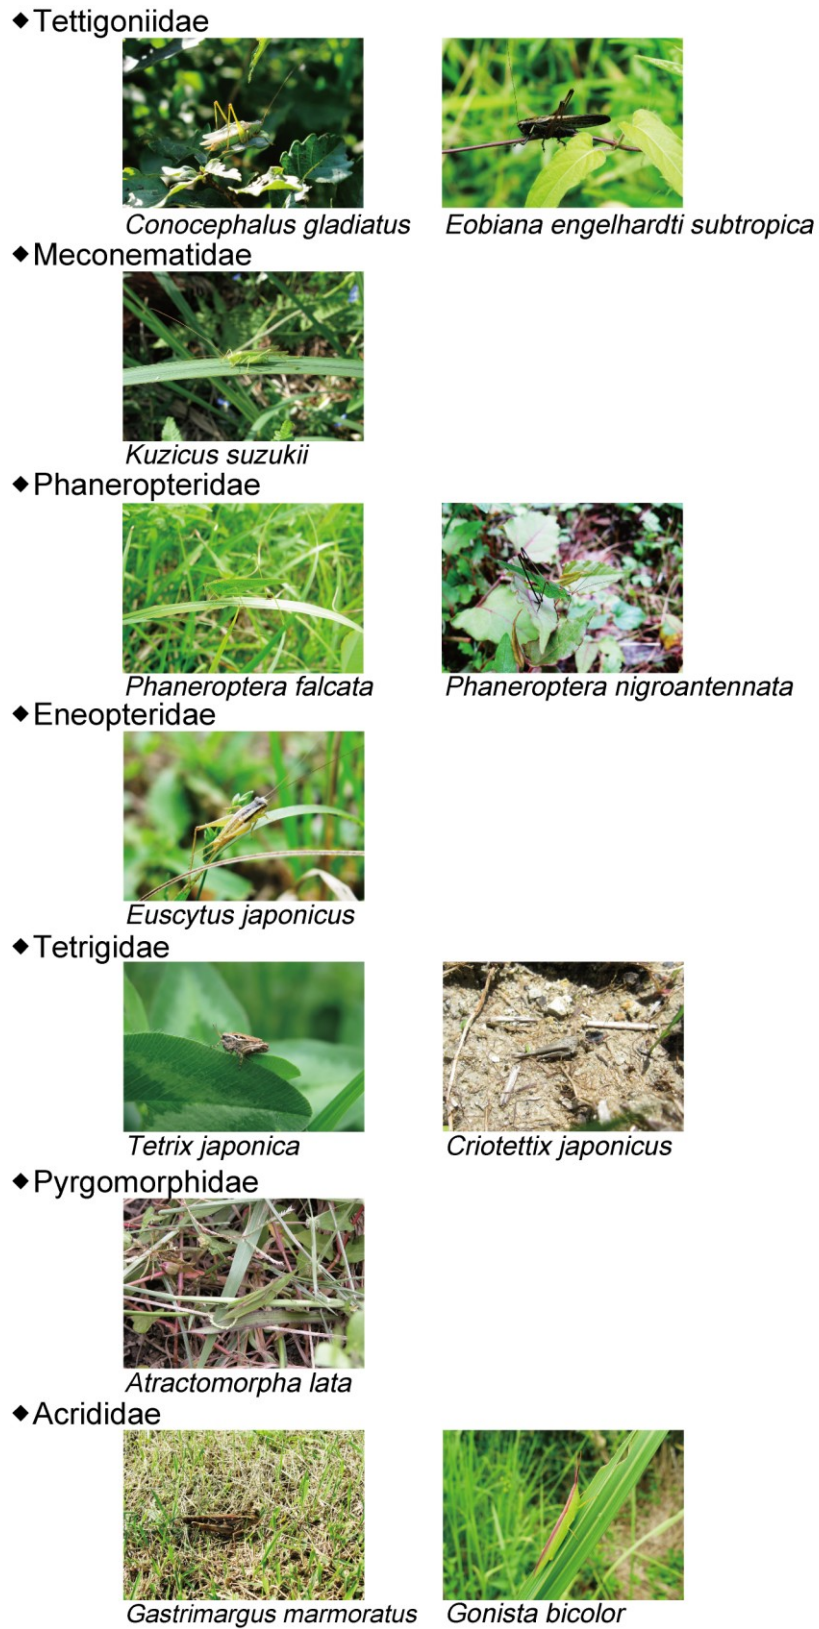 ◆Tettigoniidae
Conocephalus gladiatus
Eobiana engelhardti subtropica
◆Meconematidae
Kuzicus suzukii
◆Phaneropteridae
Phaneroptera falcata
Phaneroptera nigroantennata
◆Eneopteridae
Euscytus japonicus
◆Tetrigidae
Tetrix japonica
Criotettix japonicus
◆Pyrgomorphidae
Atractomorpha lata
◆Acrididae
Gastrimargus marmoratus
Gonista bicolor